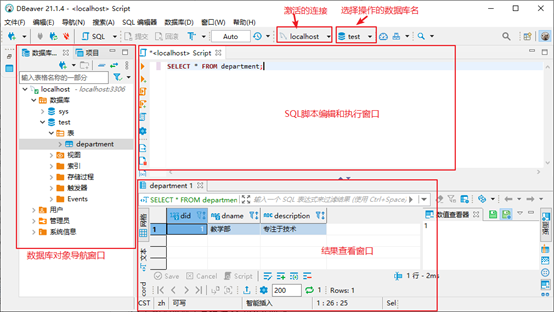 DBeaver 21.1.4 - <localhost> Script
激活的连接
选择操作的数据库名
文件(F) 编辑(E) 导航(N) 搜索(A) SQL 编辑器 数据库(D) 窗口(W) 帮助(H)
SQL 提交 回滚 Auto localhost test
数据库... 项目
*<localhost> Script
输入表格名称的一部分
SELECT * FROM department;
localhost - localhost:3306
数据库
sys
test
表
department
视图
索引
存储过程
触发器
Events
用户
管理员
系统信息
数据库对象导航窗口
SQL脚本编辑和执行窗口
department 1
SELECT * FROM departmen 输入一个 SQL 表达式来过滤结果 (使用 Ctrl+Space)
网格
文本
did dname description
1 1 教学部 专注于技术
数值查看器
1
结果查看窗口
Save Cancel Script
1 行 - 2ms
cord
200 1 Rows: 1
CST zh 可写 智能插入 1 : 26 : 25 Sel